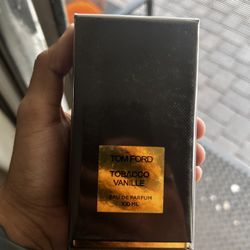 TOM FORD
TOBACCO
VANILLE
EAU DE PARFUM
100 ML